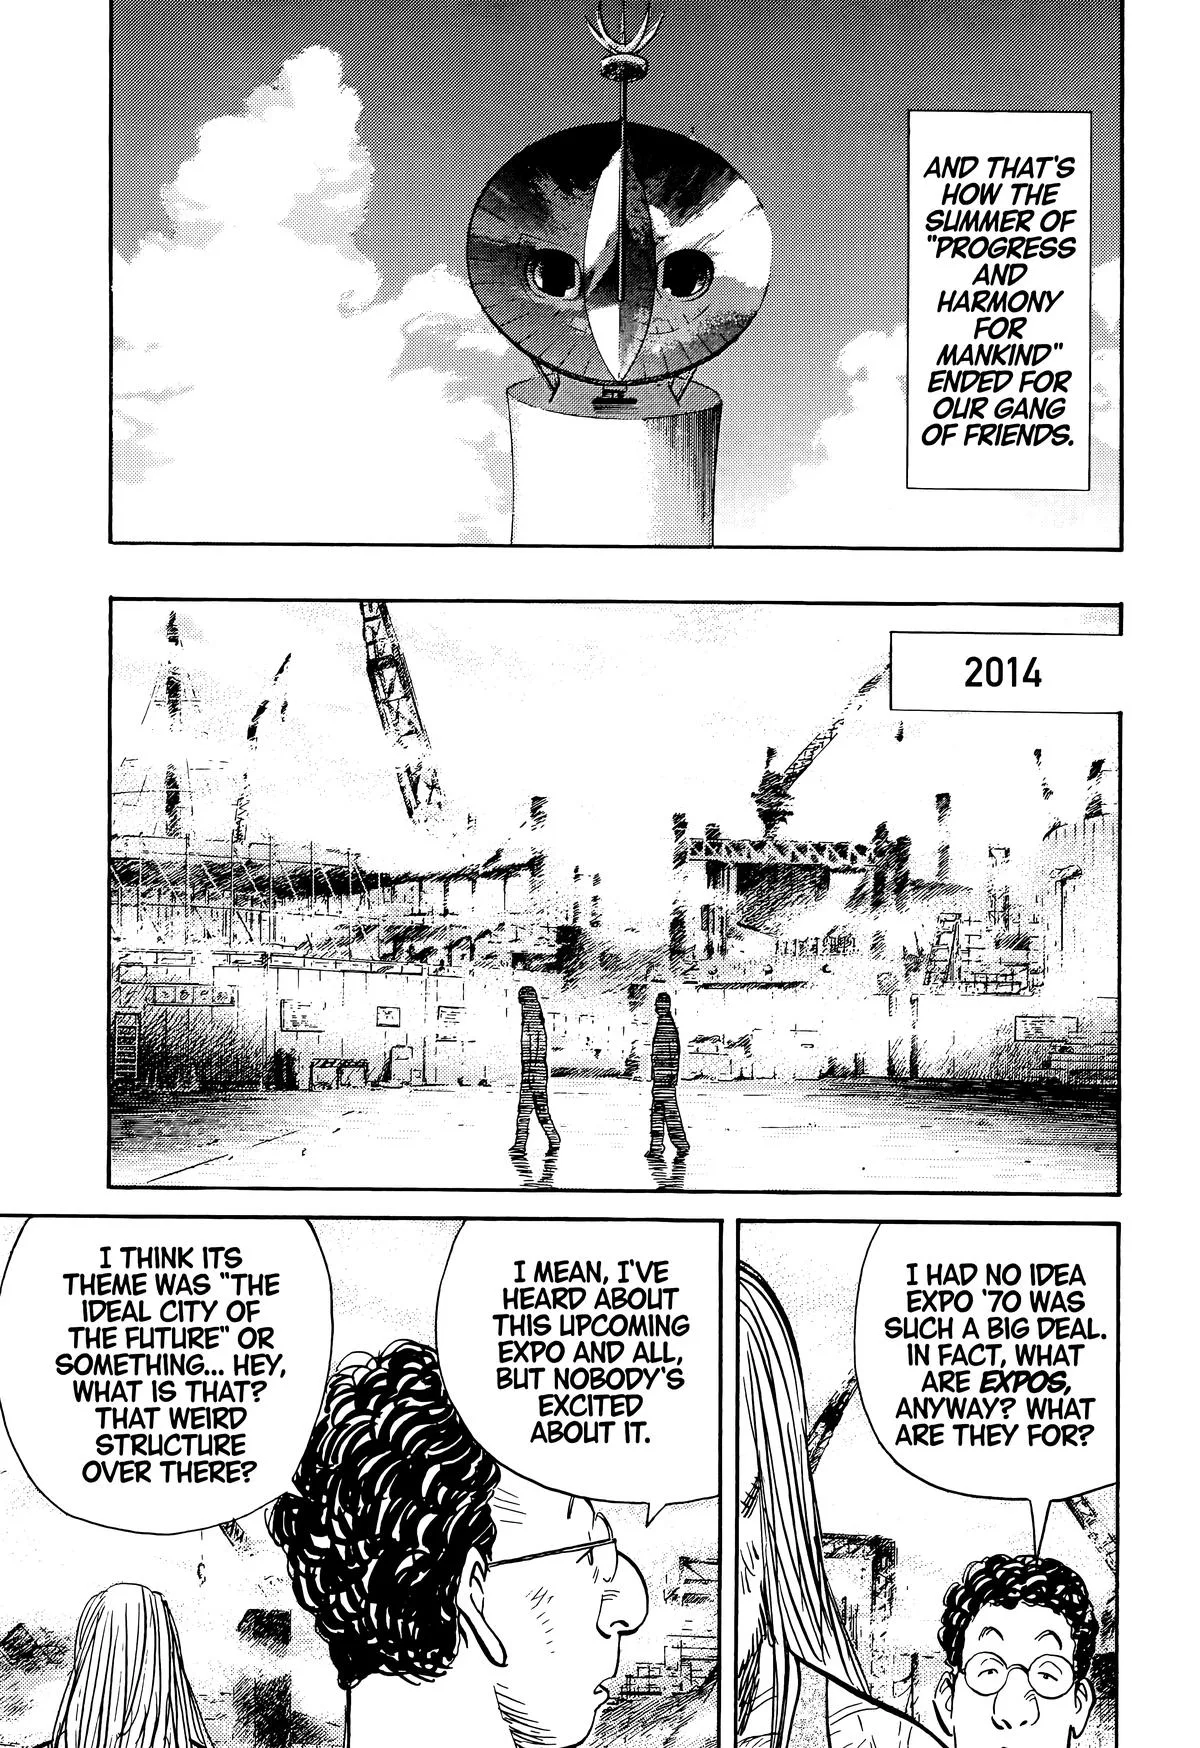 AND THAT'S
HOW THE
SUMMER OF
"PROGRESS
AND
HARMONY
FOR
MANKIND"
ENDED FOR
OUR GANG
OF FRIENDS.
2014
I HAD NO IDEA
EXPO '70 WAS
SUCH A BIG DEAL.
IN FACT, WHAT
ARE EXPOS,
ANYWAY? WHAT
ARE THEY FOR?
I MEAN, I'VE
HEARD ABOUT
THIS UPCOMING
EXPO AND ALL,
BUT NOBODY'S
EXCITED
ABOUT IT.
I THINK ITS
THEME WAS "THE
IDEAL CITY OF
THE FUTURE" OR
SOMETHING... HEY,
WHAT IS THAT?
THAT WEIRD
STRUCTURE
OVER THERE?